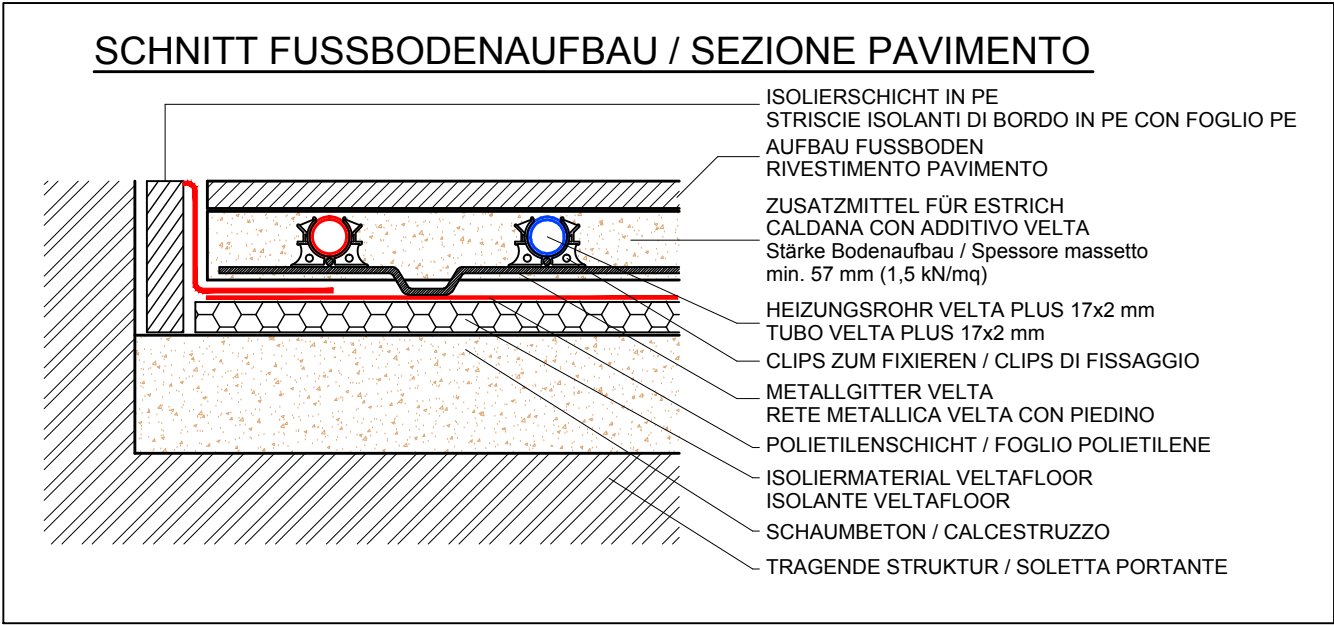 SCHNITT FUSSBODENAUFBAU / SEZIONE PAVIMENTO
ISOLIERSCHICHT IN PE
STRISCIE ISOLANTI DI BORDO IN PE CON FOGLIO PE
AUFBAU FUSSBODEN
RIVESTIMENTO PAVIMENTO
ZUSATZMITTEL FÜR ESTRICH
CALDANA CON ADDITIVO VELTA
Stärke Bodenaufbau / Spessore massetto
min. 57 mm (1,5 kN/mq)
HEIZUNGSROHR VELTA PLUS 17x2 mm
TUBO VELTA PLUS 17x2 mm
CLIPS ZUM FIXIEREN / CLIPS DI FISSAGGIO
METALLGITTER VELTA
RETE METALLICA VELTA CON PIEDINO
POLIETILENSCHICHT / FOGLIO POLIETILENE
ISOLIERMATERIAL VELTAFLOOR
ISOLANTE VELTAFLOOR
SCHAUMBETON / CALCESTRUZZO
TRAGENDE STRUKTUR / SOLETTA PORTANTE